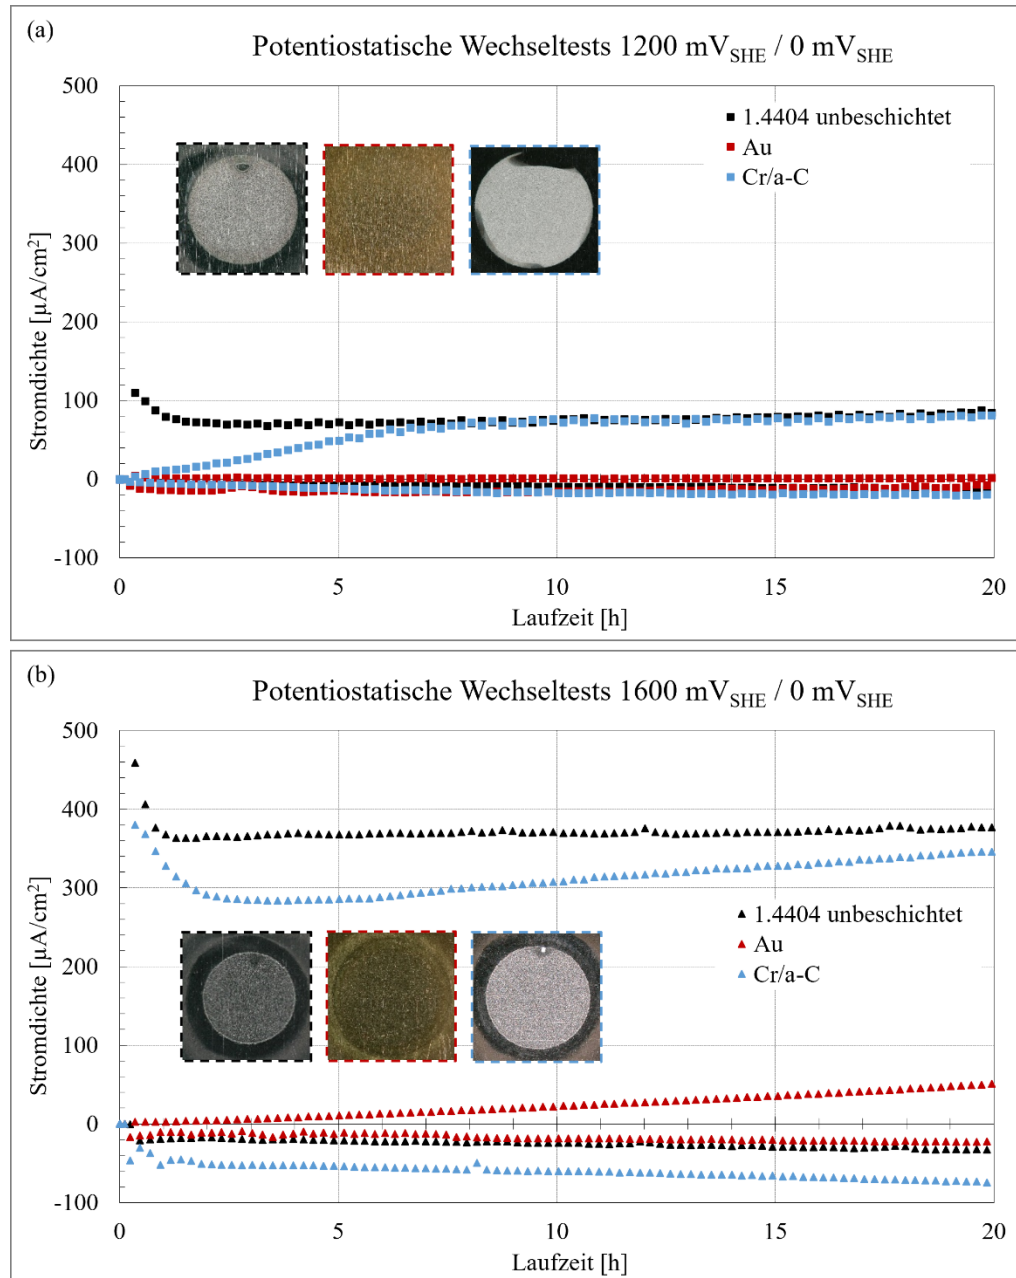 (a)
Potentiostatische Wechseltests 1200 mV_SHE / 0 mV_SHE
500
400
300
200
100
0
-100
Stromdichte [µA/cm²]
1.4404 unbeschichtet
Au
Cr/a-C
0 5 10 15 20
Laufzeit [h]
(b)
Potentiostatische Wechseltests 1600 mV_SHE / 0 mV_SHE
500
400
300
200
100
0
-100
Stromdichte [µA/cm²]
1.4404 unbeschichtet
Au
Cr/a-C
0 5 10 15 20
Laufzeit [h]